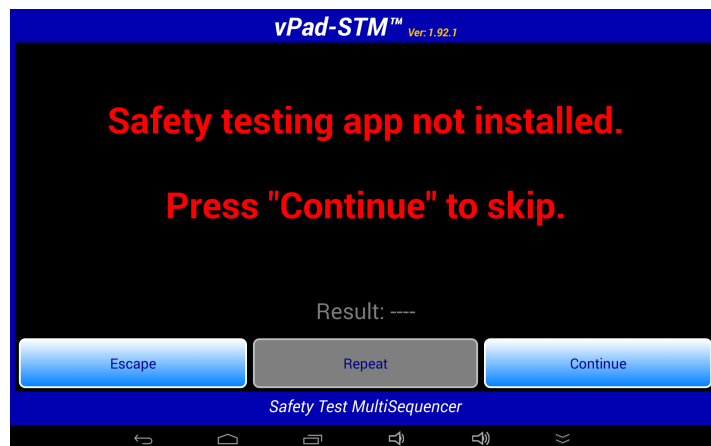 vPad-STM™ Ver: 1.92.1
Safety testing app not installed.
Press "Continue" to skip.
Result: ----
Escape Repeat Continue
Safety Test MultiSequencer